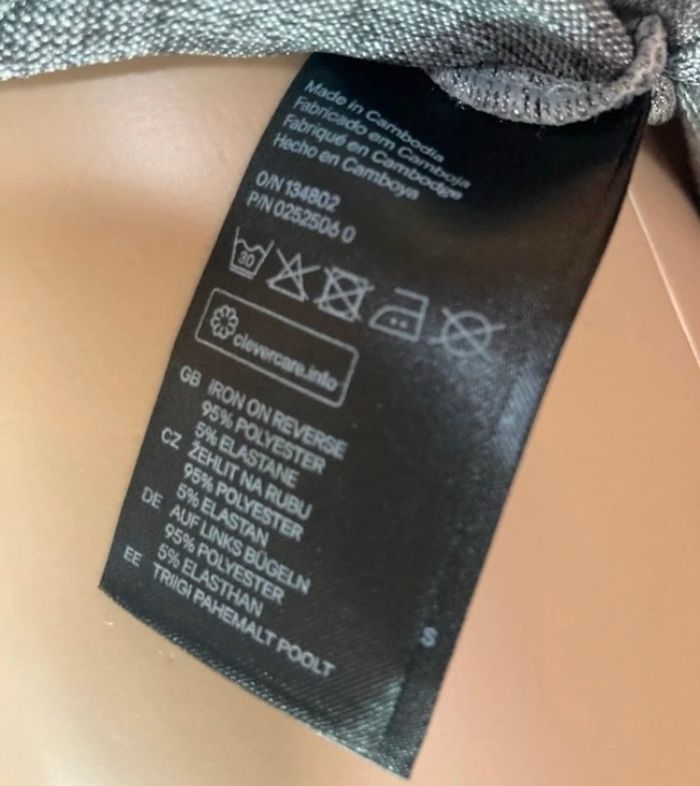 Made in Cambodia
Fabricado em Camboja
Fabriqué en Cambodge
Hecho en Camboya
O/N 134802
P/N 0252506 0
30
clevercare.info
GB IRON ON REVERSE
95% POLYESTER
5% ELASTANE
CZ ŽEHLIT NA RUBU
95% POLYESTER
5% ELASTAN
DE AUF LINKS BÜGELN
95% POLYESTER
5% ELASTHAN
EE TRIIGI PAHEMALT POOLT
S